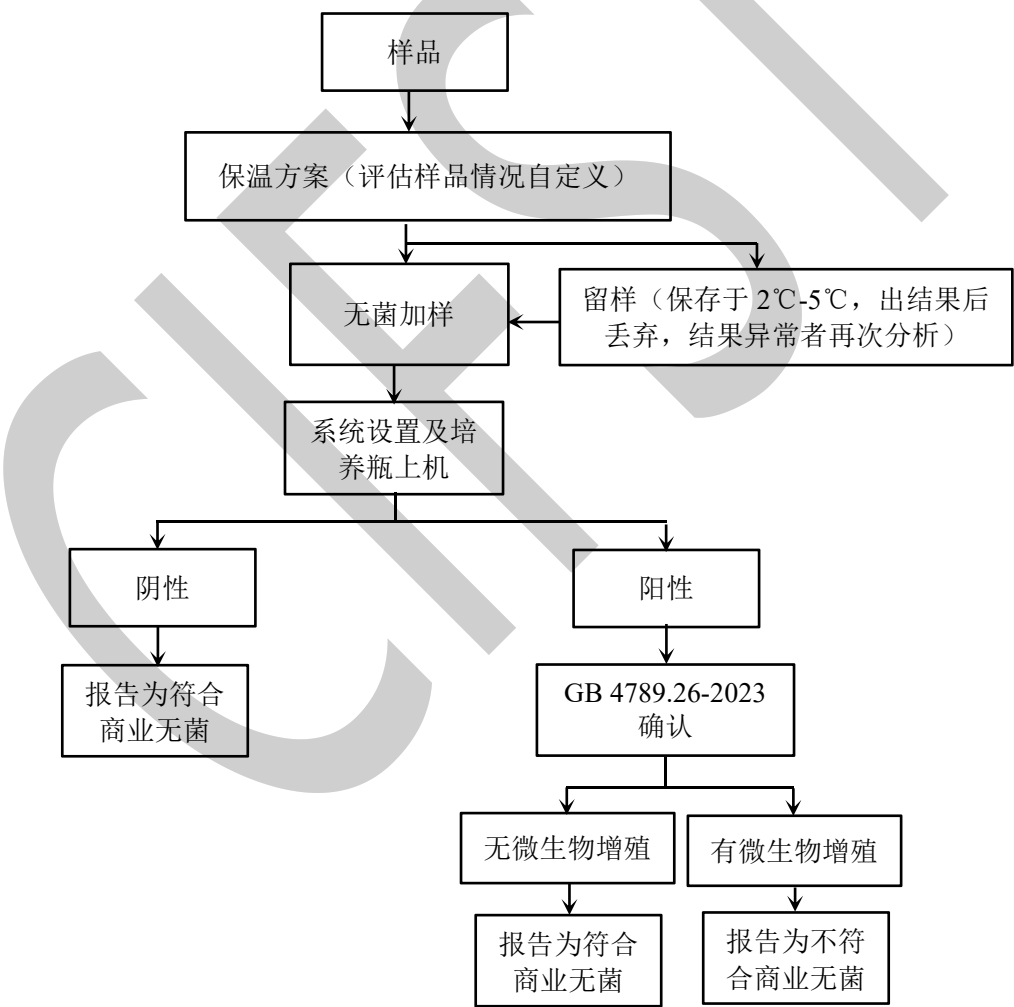 样品
保温方案（评估样品情况自定义）
无菌加样
留样（保存于 2℃-5℃，出结果后
丢弃，结果异常者再次分析）
系统设置及培
养瓶上机
阴性
阳性
报告为符合
商业无菌
GB 4789.26-2023
确认
无微生物增殖
有微生物增殖
报告为符合
商业无菌
报告为不符
合商业无菌
CIFST